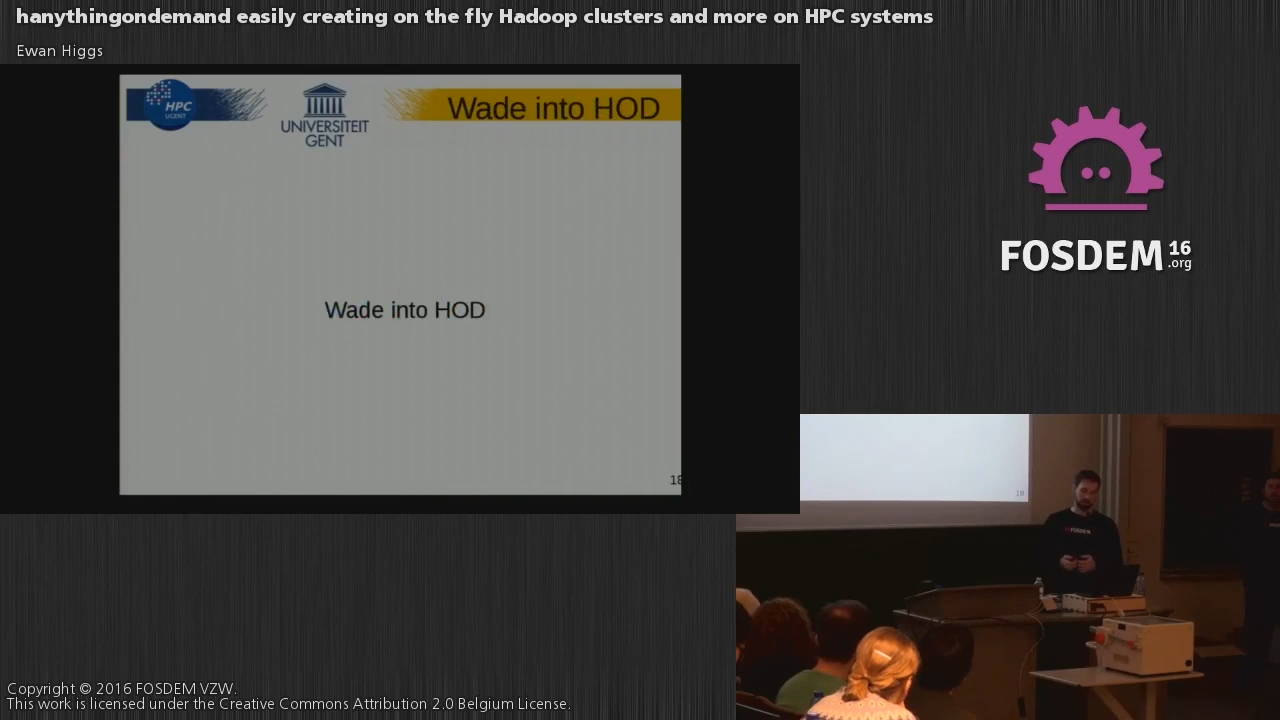 hanythingondemand easily creating on the fly Hadoop clusters and more on HPC systems
Ewan Higgs
HPC
UGENT
UNIVERSITEIT
GENT
Wade into HOD
Wade into HOD
18
FOSDEM 16
.org
18
FOSDEM
Copyright © 2016 FOSDEM VZW.
This work is licensed under the Creative Commons Attribution 2.0 Belgium License.